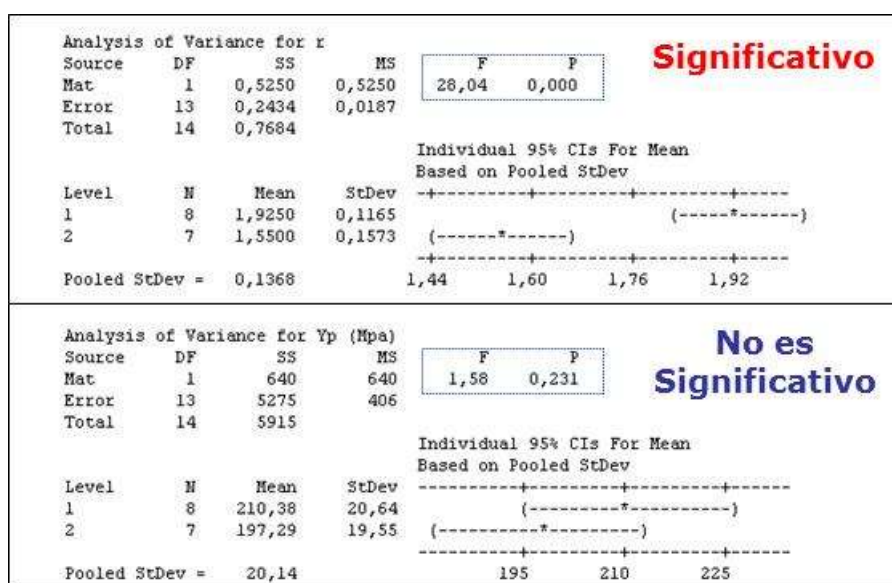 Analysis of Variance for r
Source DF SS MS F P
Mat 1 0,5250 0,5250 28,04 0,000
Error 13 0,2434 0,0187
Total 14 0,7684
Significativo
Individual 95% CIs For Mean
Based on Pooled StDev
Level N Mean StDev -+---------+---------+---------+-----
1 8 1,9250 0,1165 (-----*------)
2 7 1,5500 0,1573 (------*------)
-+---------+---------+---------+-----
Pooled StDev = 0,1368 1,44 1,60 1,76 1,92
Analysis of Variance for Yp (Mpa)
Source DF SS MS F P
Mat 1 640 640 1,58 0,231
Error 13 5275 406
Total 14 5915
No es
Significativo
Individual 95% CIs For Mean
Based on Pooled StDev
Level N Mean StDev ----------+---------+---------+------
1 8 210,38 20,64 (---------*----------)
2 7 197,29 19,55 (----------*---------)
----------+---------+---------+------
Pooled StDev = 20,14 195 210 225